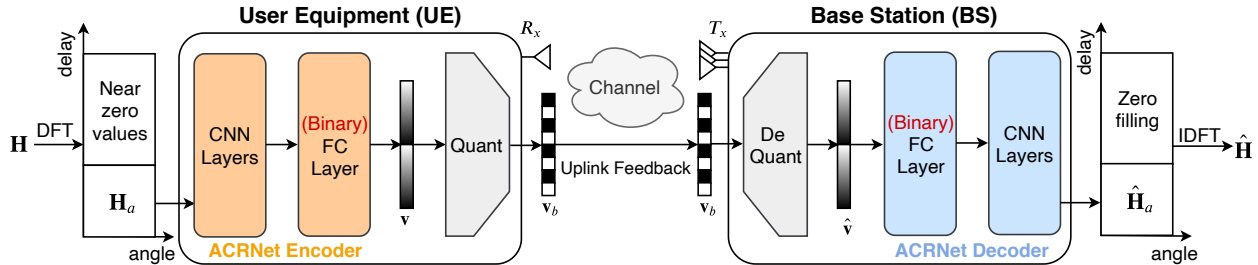 User Equipment (UE)
Base Station (BS)
delay
Near
zero
values
H
DFT
H_a
angle
CNN
Layers
(Binary)
FC
Layer
v
Quant
R_x
ACRNet Encoder
v_b
Channel
Uplink Feedback
T_x
v_b
De
Quant
v̂
(Binary)
FC
Layer
CNN
Layers
ACRNet Decoder
delay
Zero
filling
Ĥ_a
angle
IDFT
Ĥ